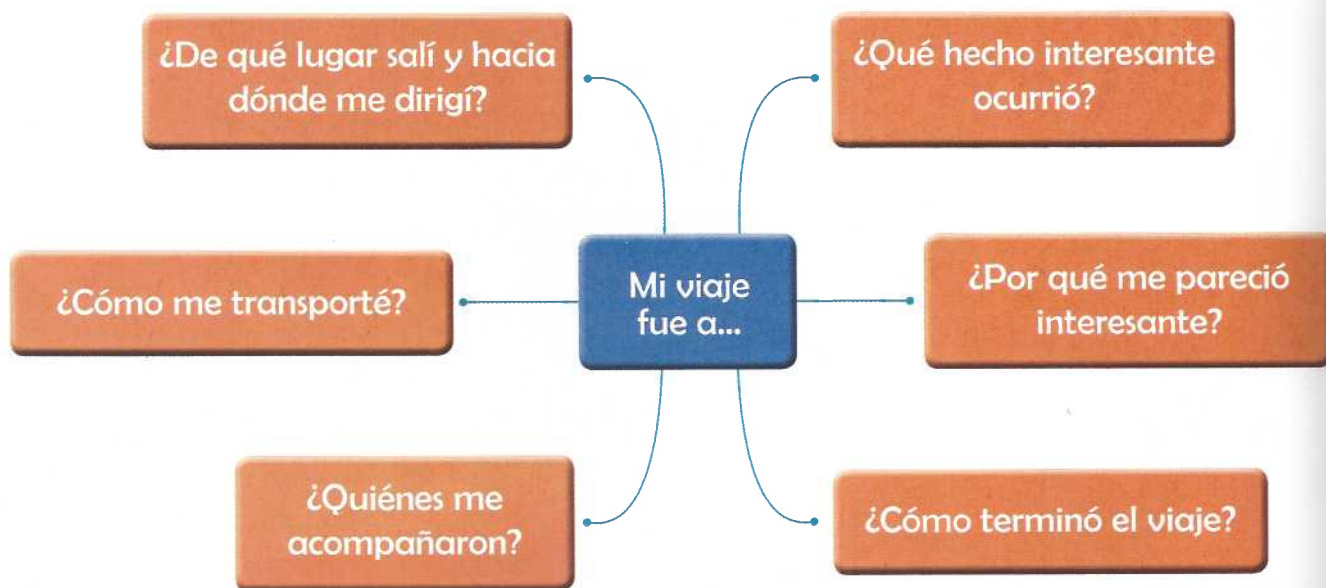 ¿De qué lugar salí y hacia
dónde me dirigí?
¿Qué hecho interesante
ocurrió?
¿Cómo me transporté?
Mi viaje
fue a...
¿Por qué me pareció
interesante?
¿Quiénes me
acompañaron?
¿Cómo terminó el viaje?